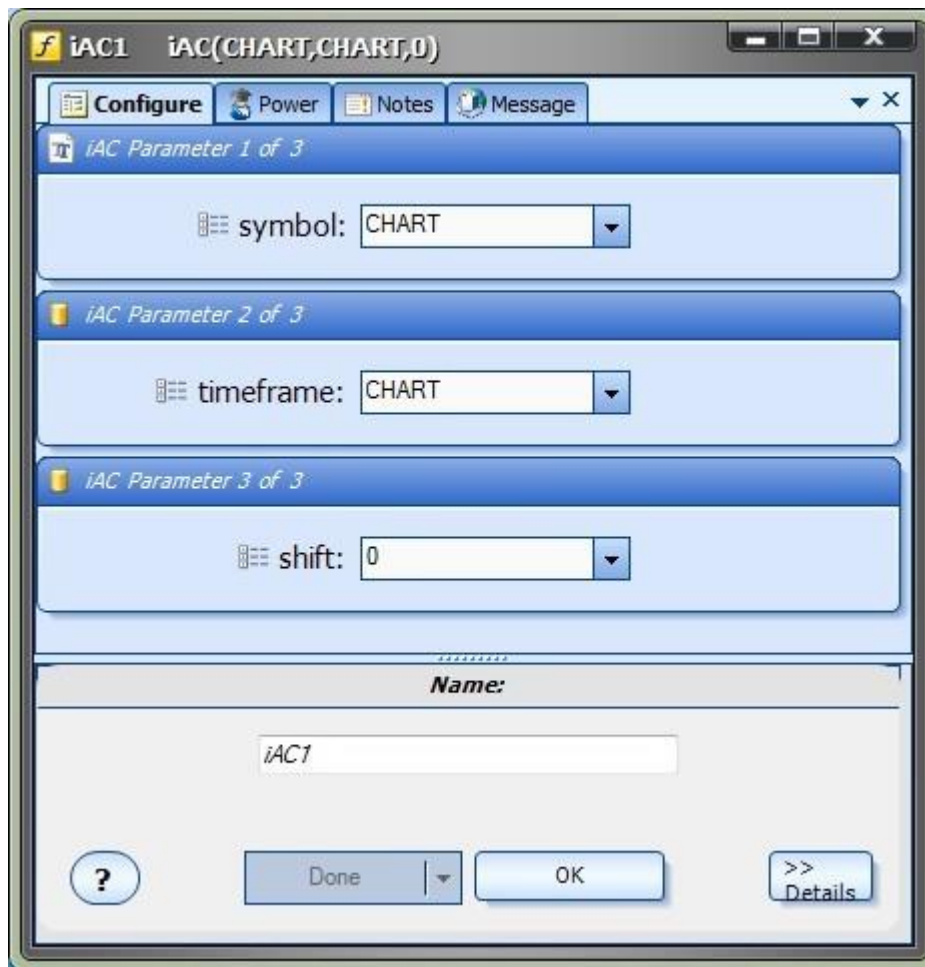 iAC1 iAC(CHART,CHART,0)
Configure Power Notes Message
iAC Parameter 1 of 3
symbol: CHART
iAC Parameter 2 of 3
timeframe: CHART
iAC Parameter 3 of 3
shift: 0
Name:
iAC1
? Done OK >>
Details